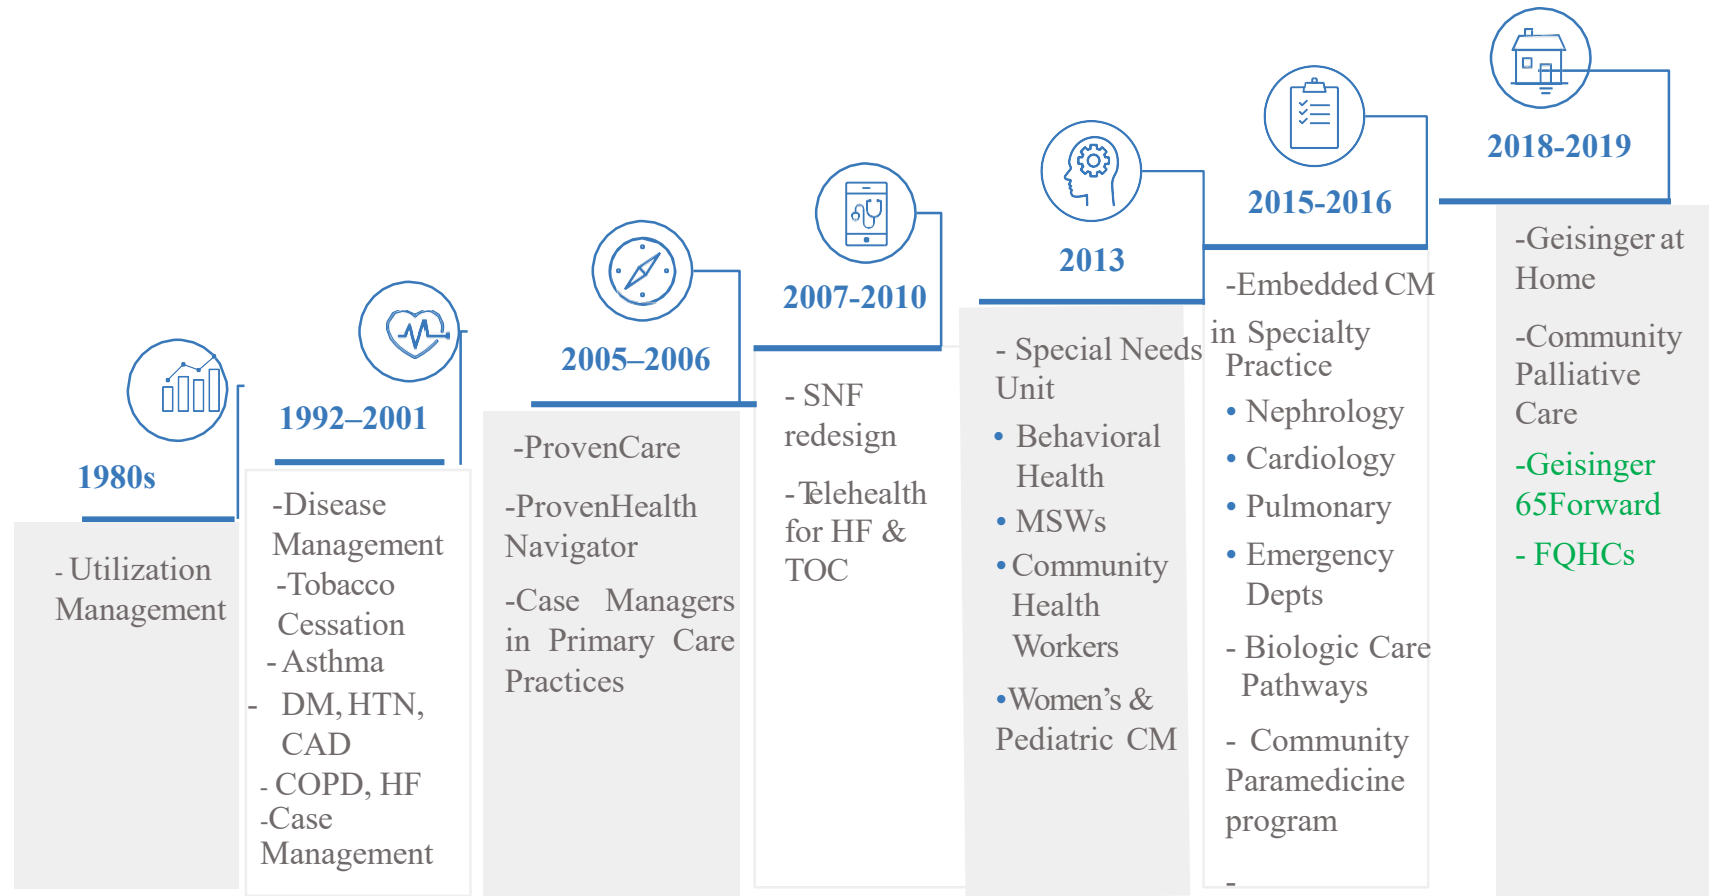 1980s
- Utilization
Management
1992–2001
-Disease
Management
-Tobacco
Cessation
- Asthma
- DM, HTN,
CAD
- COPD, HF
-Case
Management
2005–2006
-ProvenCare
-ProvenHealth
Navigator
-Case Managers
in Primary Care
Practices
2007-2010
- SNF
redesign
-Telehealth
for HF &
TOC
2013
- Special Needs
Unit
• Behavioral
Health
• MSWs
• Community
Health
Workers
•Women’s &
Pediatric CM
2015-2016
-Embedded CM
in Specialty
Practice
• Nephrology
• Cardiology
• Pulmonary
• Emergency
Depts
- Biologic Care
Pathways
- Community
Paramedicine
program
-
2018-2019
-Geisinger at
Home
-Community
Palliative
Care
-Geisinger
65Forward
- FQHCs